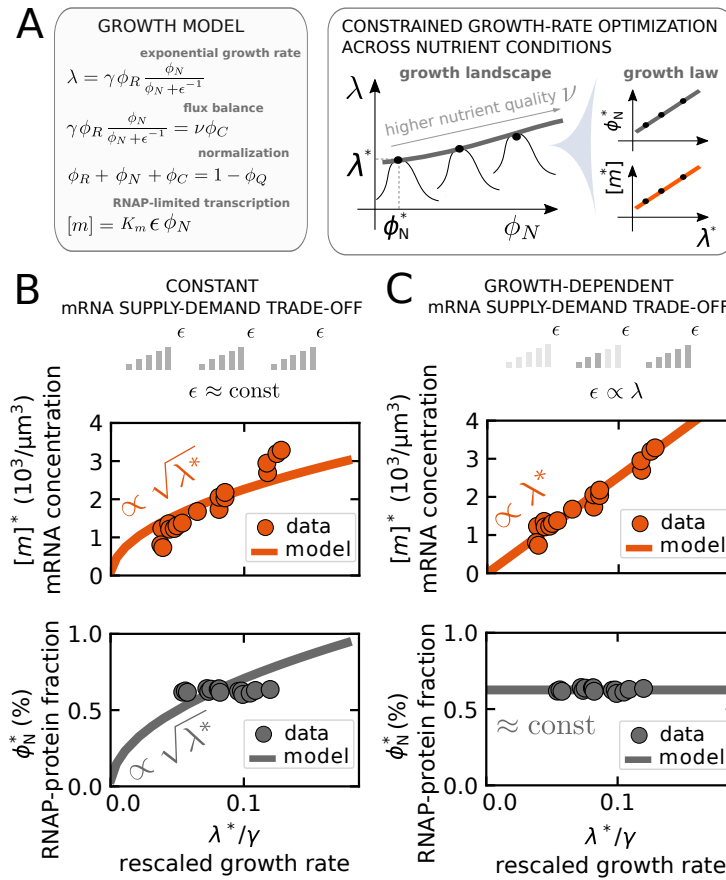 A
GROWTH MODEL
exponential growth rate
λ = γ ϕ_R ϕ_N / (ϕ_N + ϵ^{-1})
flux balance
γ ϕ_R ϕ_N / (ϕ_N + ϵ^{-1}) = νϕ_C
normalization
ϕ_R + ϕ_N + ϕ_C = 1 − ϕ_Q
RNAP-limited transcription
[m] = K_m ϵ ϕ_N
CONSTRAINED GROWTH-RATE OPTIMIZATION
ACROSS NUTRIENT CONDITIONS
growth landscape
λ
higher nutrient quality ν
λ*
ϕ_N*
ϕ_N
growth law
ϕ_N*
[m]*
λ*
B
CONSTANT
mRNA SUPPLY-DEMAND TRADE-OFF
ϵ ϵ ϵ
ϵ ≈ const
[m]* (10³/μm³)
mRNA concentration
4
3
2
1
0
∝ √λ*
data
model
ϕ_N* (%)
RNAP-protein fraction
1.0
0.5
0.0
∝ √λ*
data
model
0.0 0.1
λ*/γ
rescaled growth rate
C
GROWTH-DEPENDENT
mRNA SUPPLY-DEMAND TRADE-OFF
ϵ ϵ ϵ
ϵ ∝ λ
[m]* (10³/μm³)
mRNA concentration
4
3
2
1
0
∝ λ*
data
model
ϕ_N* (%)
RNAP-protein fraction
1.0
0.5
0.0
≈ const
data
model
0.0 0.1
λ*/γ
rescaled growth rate